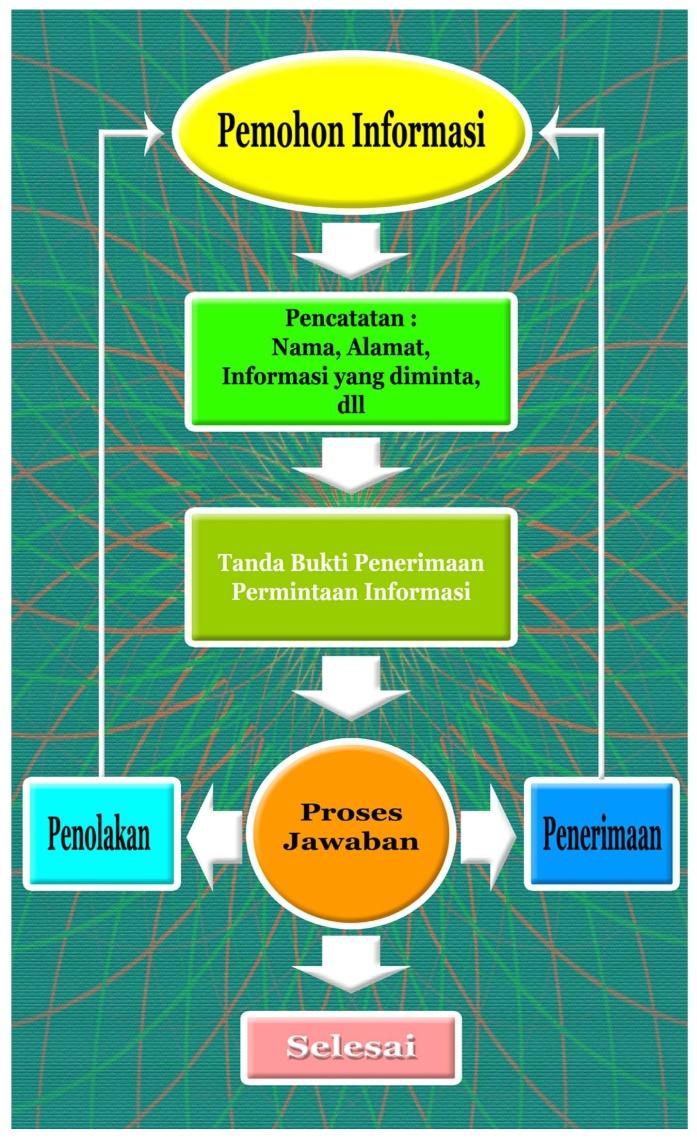 Pemohon Informasi
Pencatatan :
Nama, Alamat,
Informasi yang diminta,
dll
Tanda Bukti Penerimaan
Permintaan Informasi
Penolakan
Proses
Jawaban
Penerimaan
Selesai